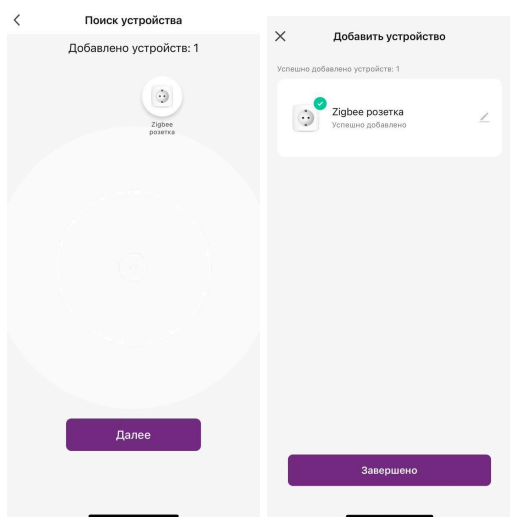 Поиск устройства
Добавлено устройств: 1
Zigbee
розетка
Далее
Добавить устройство
Успешно добавлено устройств: 1
Zigbee розетка
Успешно добавлено
Завершено